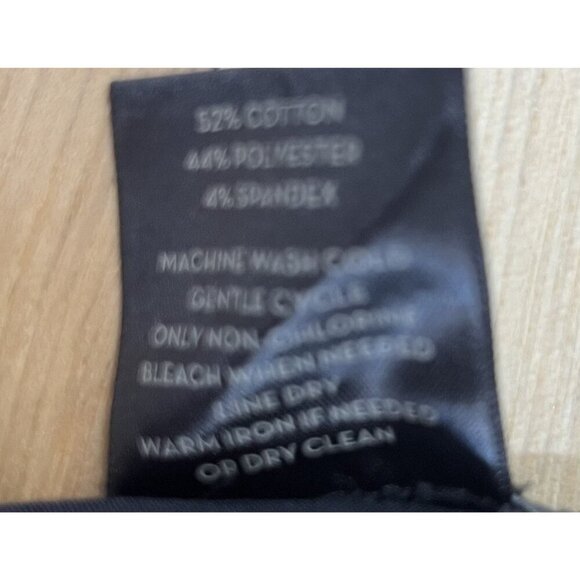 52% COTTON
44% POLYESTER
4% SPANDEX
MACHINE WASH COLD
GENTLE CYCLE
ONLY NON-CHLORINE
BLEACH WHEN NEEDED
LINE DRY
WARM IRON IF NEEDED
OR DRY CLEAN